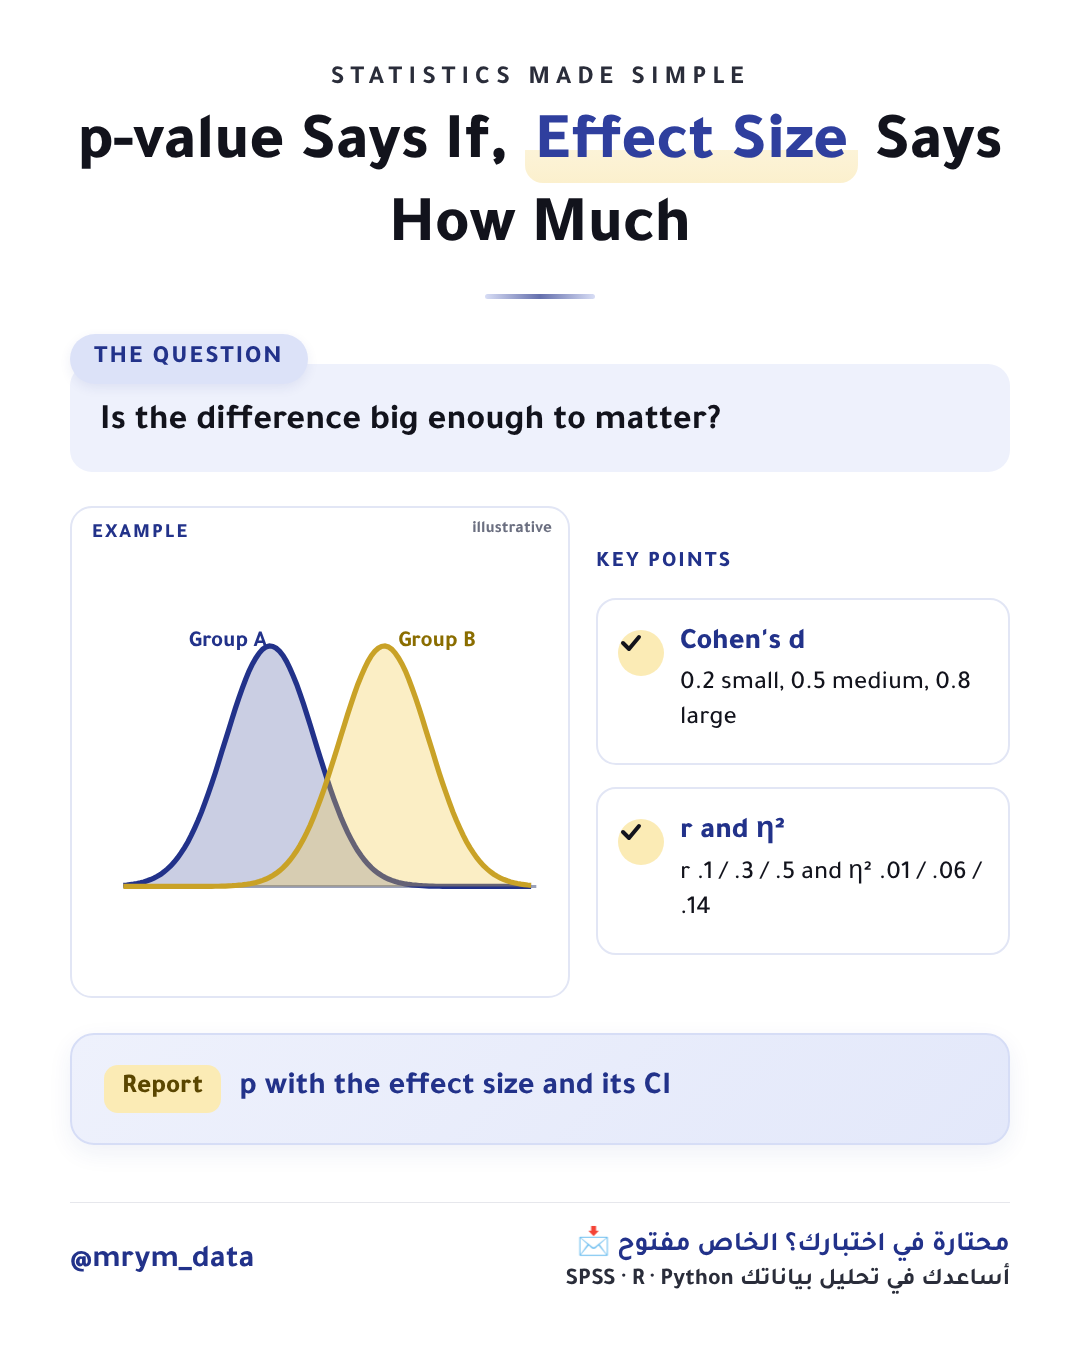 STATISTICS MADE SIMPLE
p-value Says If, Effect Size Says
How Much
THE QUESTION
Is the difference big enough to matter?
EXAMPLE
illustrative
Group A
Group B
KEY POINTS
Cohen's d
0.2 small, 0.5 medium, 0.8
large
r and η²
r .1 / .3 / .5 and η² .01 / .06 /
.14
Report p with the effect size and its CI
@mrym_data
محتارة في اختبارك؟ الخاص مفتوح 📩
أساعدك في تحليل بياناتك SPSS · R · Python